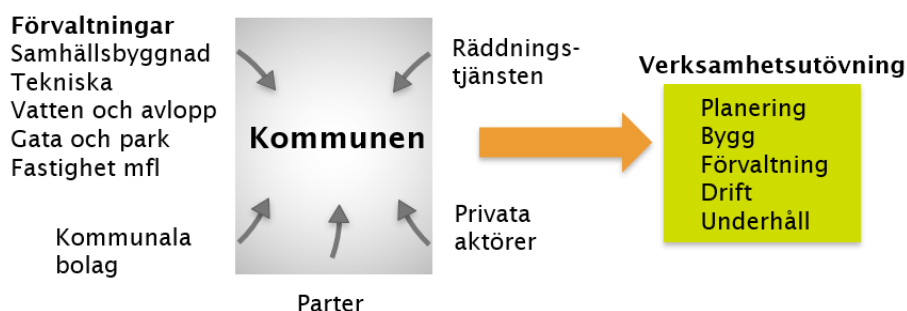 Förvaltningar
Samhällsbyggnad
Tekniska
Vatten och avlopp
Gata och park
Fastighet mfl
Kommunala
bolag
Kommunen
Parter
Räddnings-
tjänsten
Privata
aktörer
Verksamhetsutövning
Planering
Bygg
Förvaltning
Drift
Underhåll